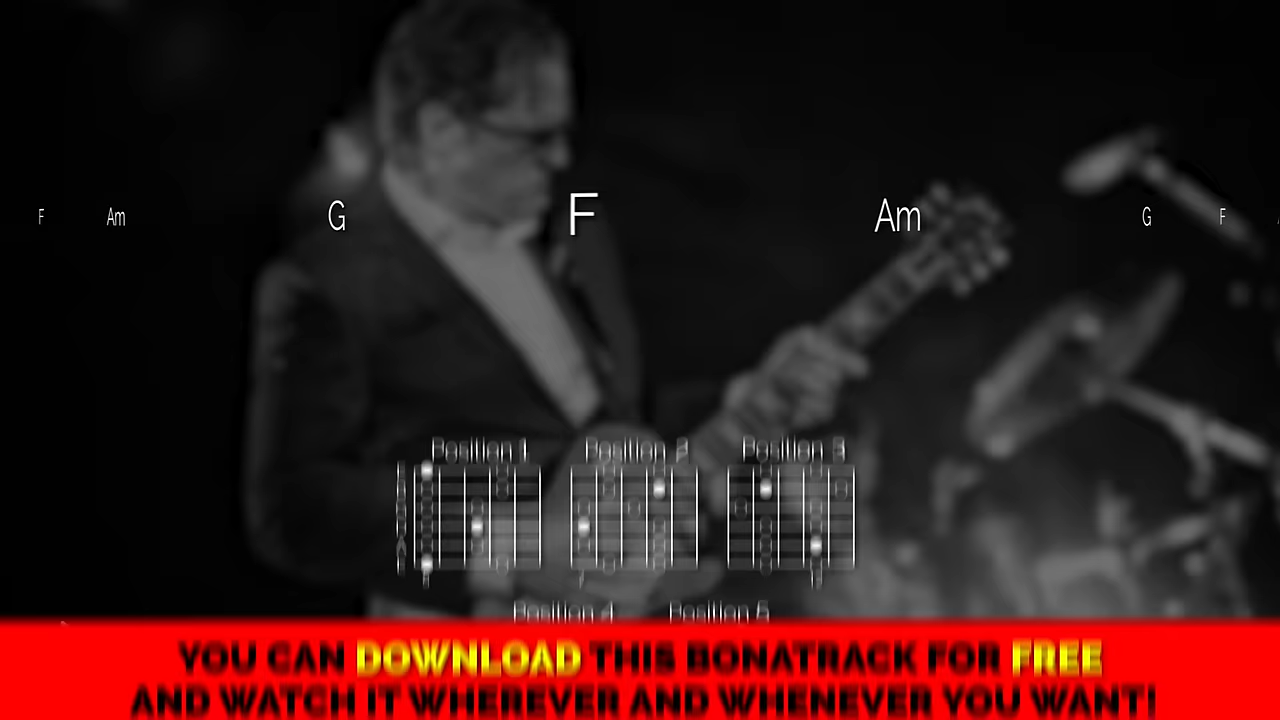 F Am G F Am G F
Position 1 Position 2 Position 3
Position 4 Position 5
YOU CAN DOWNLOAD THIS BONATRACK FOR FREE
AND WATCH IT WHEREVER AND WHENEVER YOU WANT!